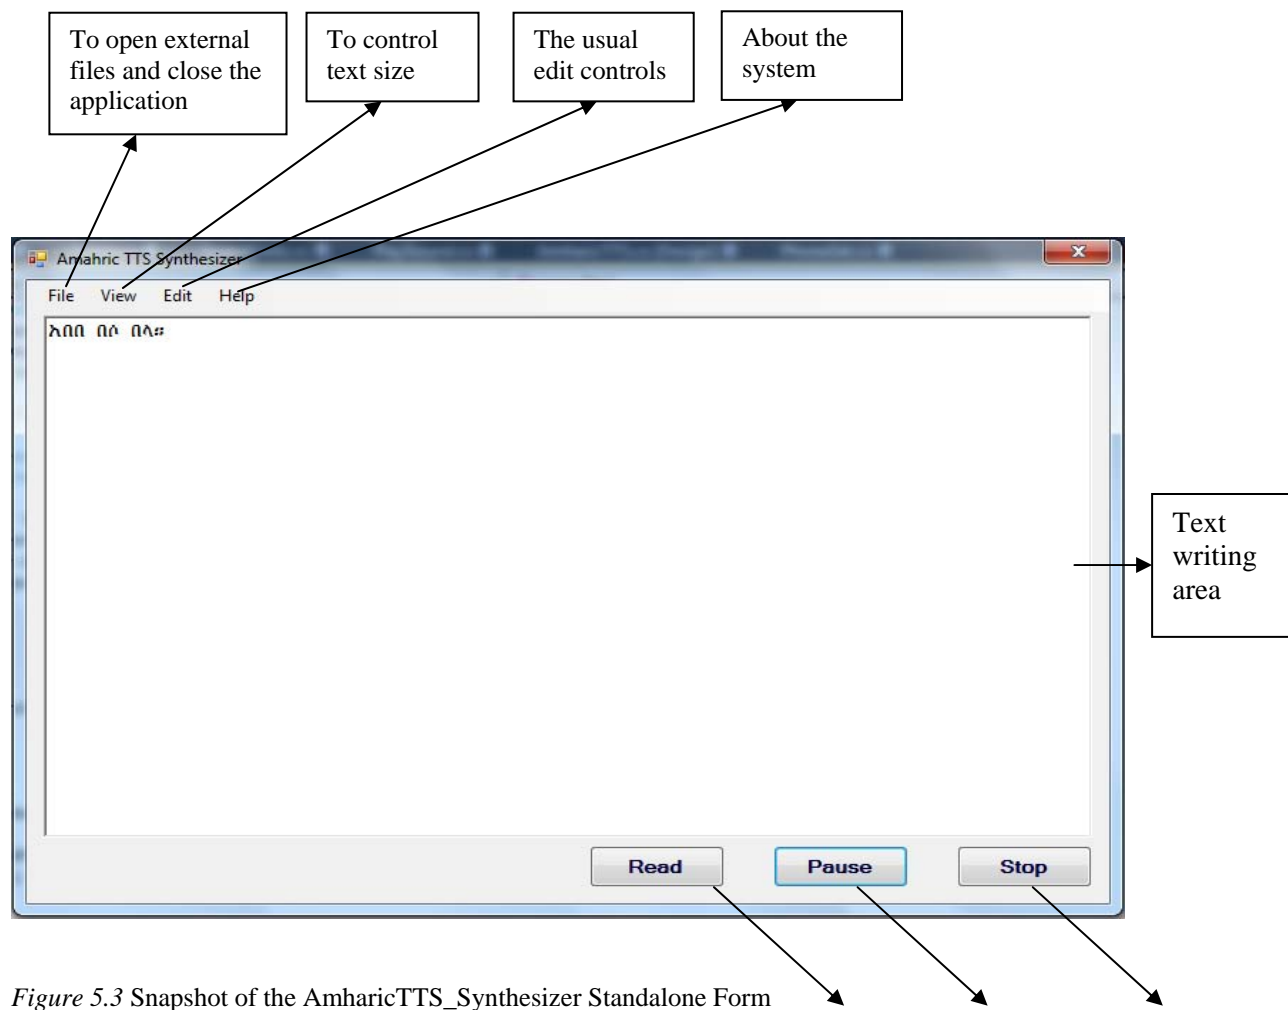 To open external
files and close the
application
To control
text size
The usual
edit controls
About the
system
Amahric TTS Synthesizer
File View Edit Help
አበበ በሶ በላ።
Text
writing
area
Read Pause Stop
Figure 5.3 Snapshot of the AmharicTTS_Synthesizer Standalone Form